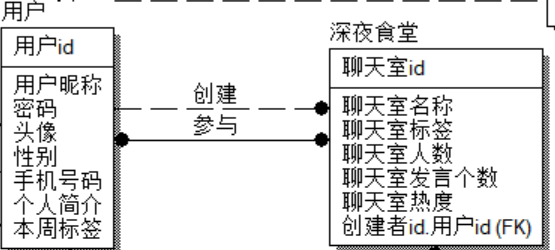 用户
用户id
用户昵称
密码
头像
性别
手机号码
个人简介
本周标签
创建
参与
深夜食堂
聊天室id
聊天室名称
聊天室标签
聊天室人数
聊天室发言个数
聊天室热度
创建者id.用户id (FK)